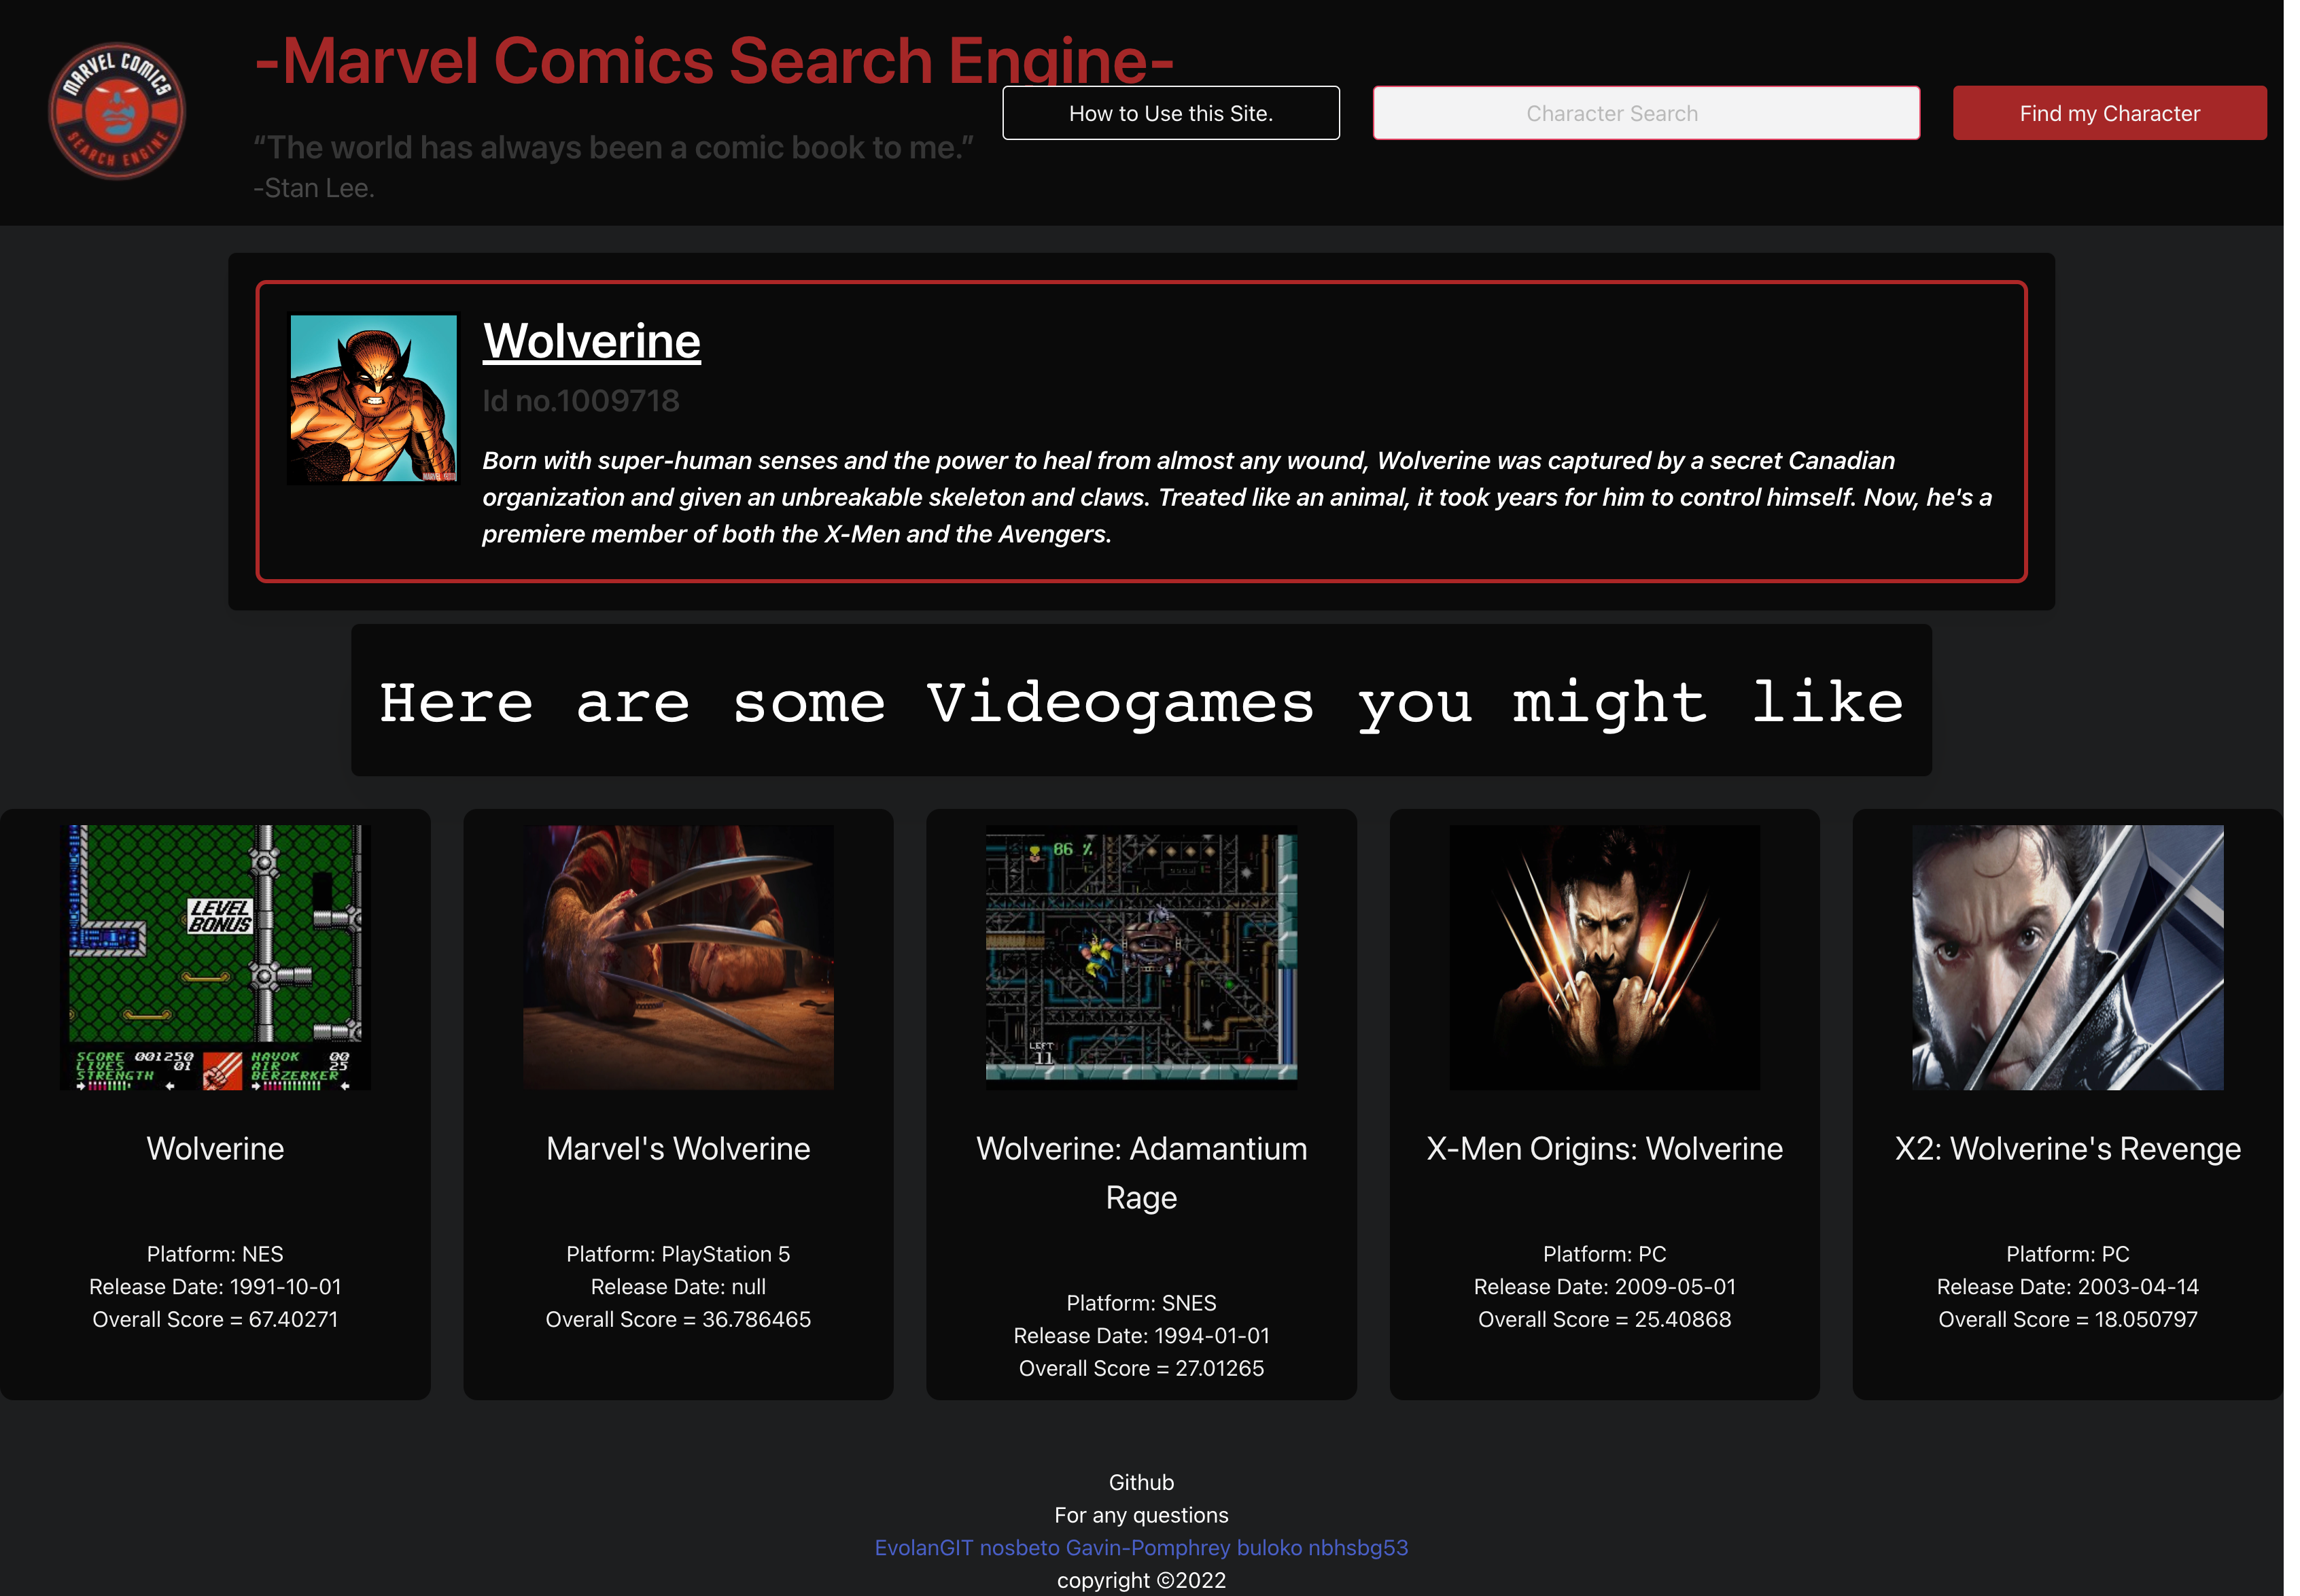 MARVEL COMICS
SEARCH ENGINE
-Marvel Comics Search Engine-
“The world has always been a comic book to me.”
-Stan Lee.
How to Use this Site.
Character Search
Find my Character
Wolverine
Id no.1009718
Born with super-human senses and the power to heal from almost any wound, Wolverine was captured by a secret Canadian
organization and given an unbreakable skeleton and claws. Treated like an animal, it took years for him to control himself. Now, he's a
premiere member of both the X-Men and the Avengers.
Here are some Videogames you might like
LEVEL
BONUS
SCORE 001250
LIVES 01
STRENGTH
HAVOK 00
AIR 25
BERZERKER
Wolverine
Platform: NES
Release Date: 1991-10-01
Overall Score = 67.40271
Marvel's Wolverine
Platform: PlayStation 5
Release Date: null
Overall Score = 36.786465
86 %
LEFT
11
Wolverine: Adamantium
Rage
Platform: SNES
Release Date: 1994-01-01
Overall Score = 27.01265
X-Men Origins: Wolverine
Platform: PC
Release Date: 2009-05-01
Overall Score = 25.40868
X2: Wolverine's Revenge
Platform: PC
Release Date: 2003-04-14
Overall Score = 18.050797
Github
For any questions
EvolanGIT nosbeto Gavin-Pomphrey buloko nbhsbg53
copyright ©2022